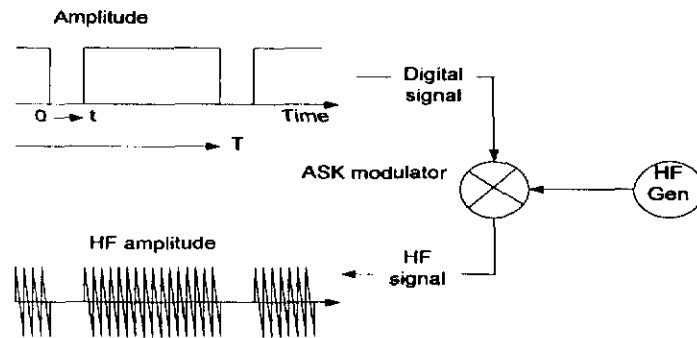 Amplitude
0
t
Time
T
Digital
signal
ASK modulator
HF
Gen
HF amplitude
HF
signal